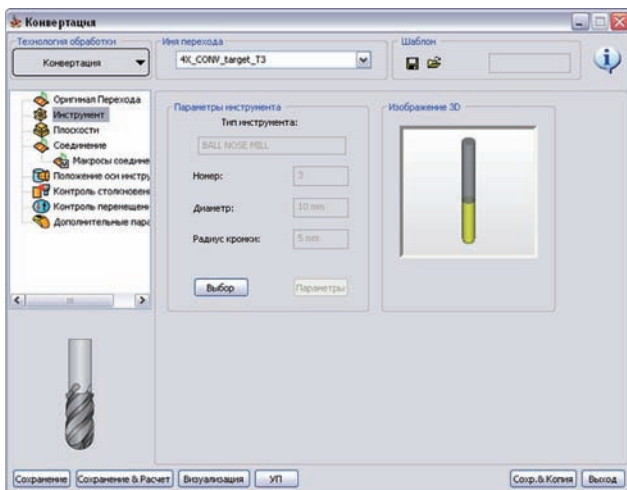 Конвертация
Технология обработки
Конвертация
Имя перехода
4X_CONV_target_T3
Шаблон
Оригинал Перехода
Инструмент
Плоскости
Соединение
Макросы соедине
Положение оси инстру
Контроль столкновен
Контроль перемещен
Дополнительные пара
Параметры инструмента
Тип инструмента:
BALL NOSE MILL
Номер:
3
Диаметр:
10 mm
Радиус кромки:
5 mm
Выбор
Параметры
Изображение 3D
Сохранение
Сохранение & Расчет
Визуализация
УП
Сохр.& Копия
Выход